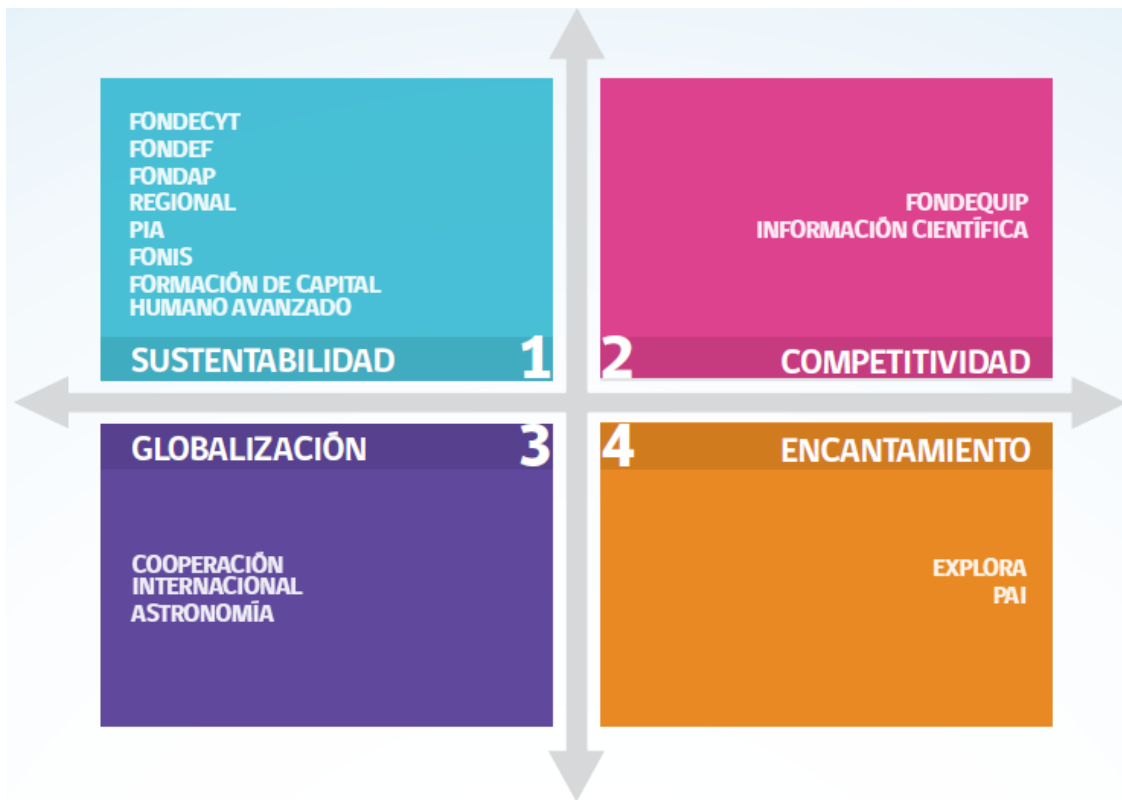 FONDECYT
FONDEF
FONDAP
REGIONAL
PIA
FONIS
FORMACIÓN DE CAPITAL
HUMANO AVANZADO
SUSTENTABILIDAD 1
FONDEQUIP
INFORMACIÓN CIENTÍFICA
2 COMPETITIVIDAD
GLOBALIZACIÓN 3
COOPERACIÓN
INTERNACIONAL
ASTRONOMÍA
4 ENCANTAMIENTO
EXPLORA
PAI